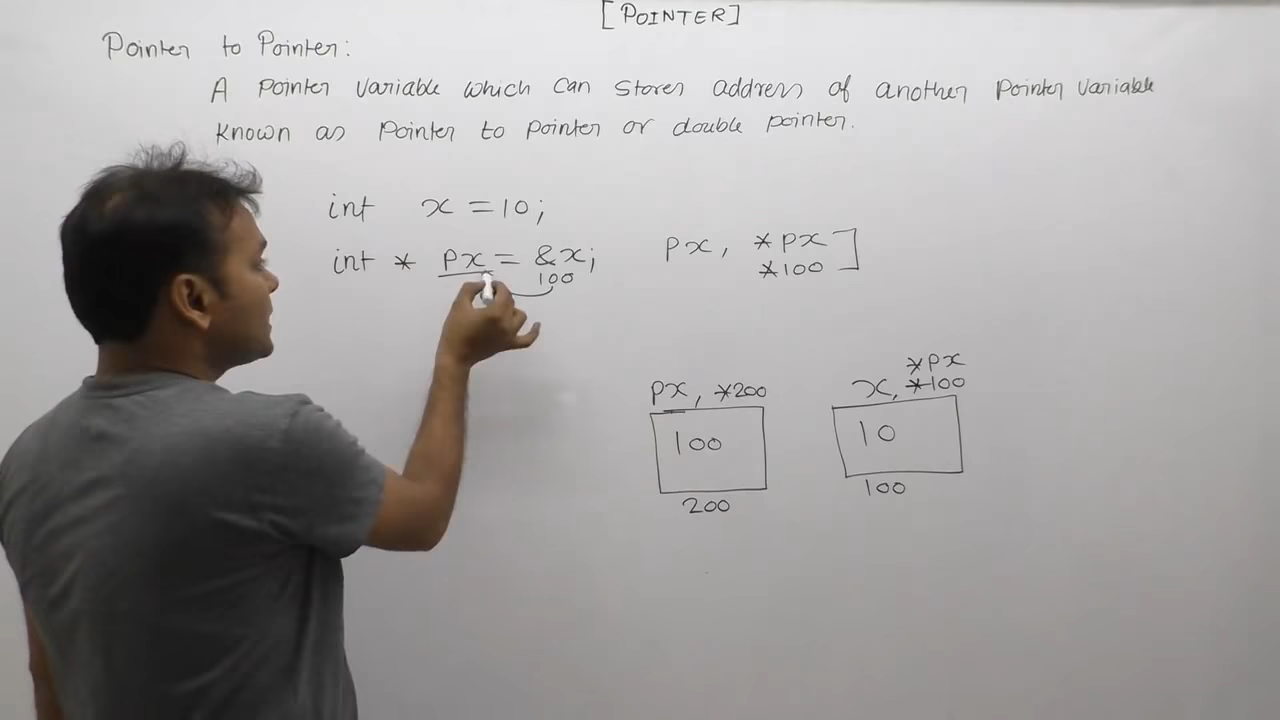 [POINTER]
Pointer to Pointer:
A pointer variable which can stores address of another pointer variable
known as pointer to pointer or double pointer.
int x = 10;
int * px = &x;
100
px, *px ]
*100
px, *200
100
200
*px
x, *100
10
100